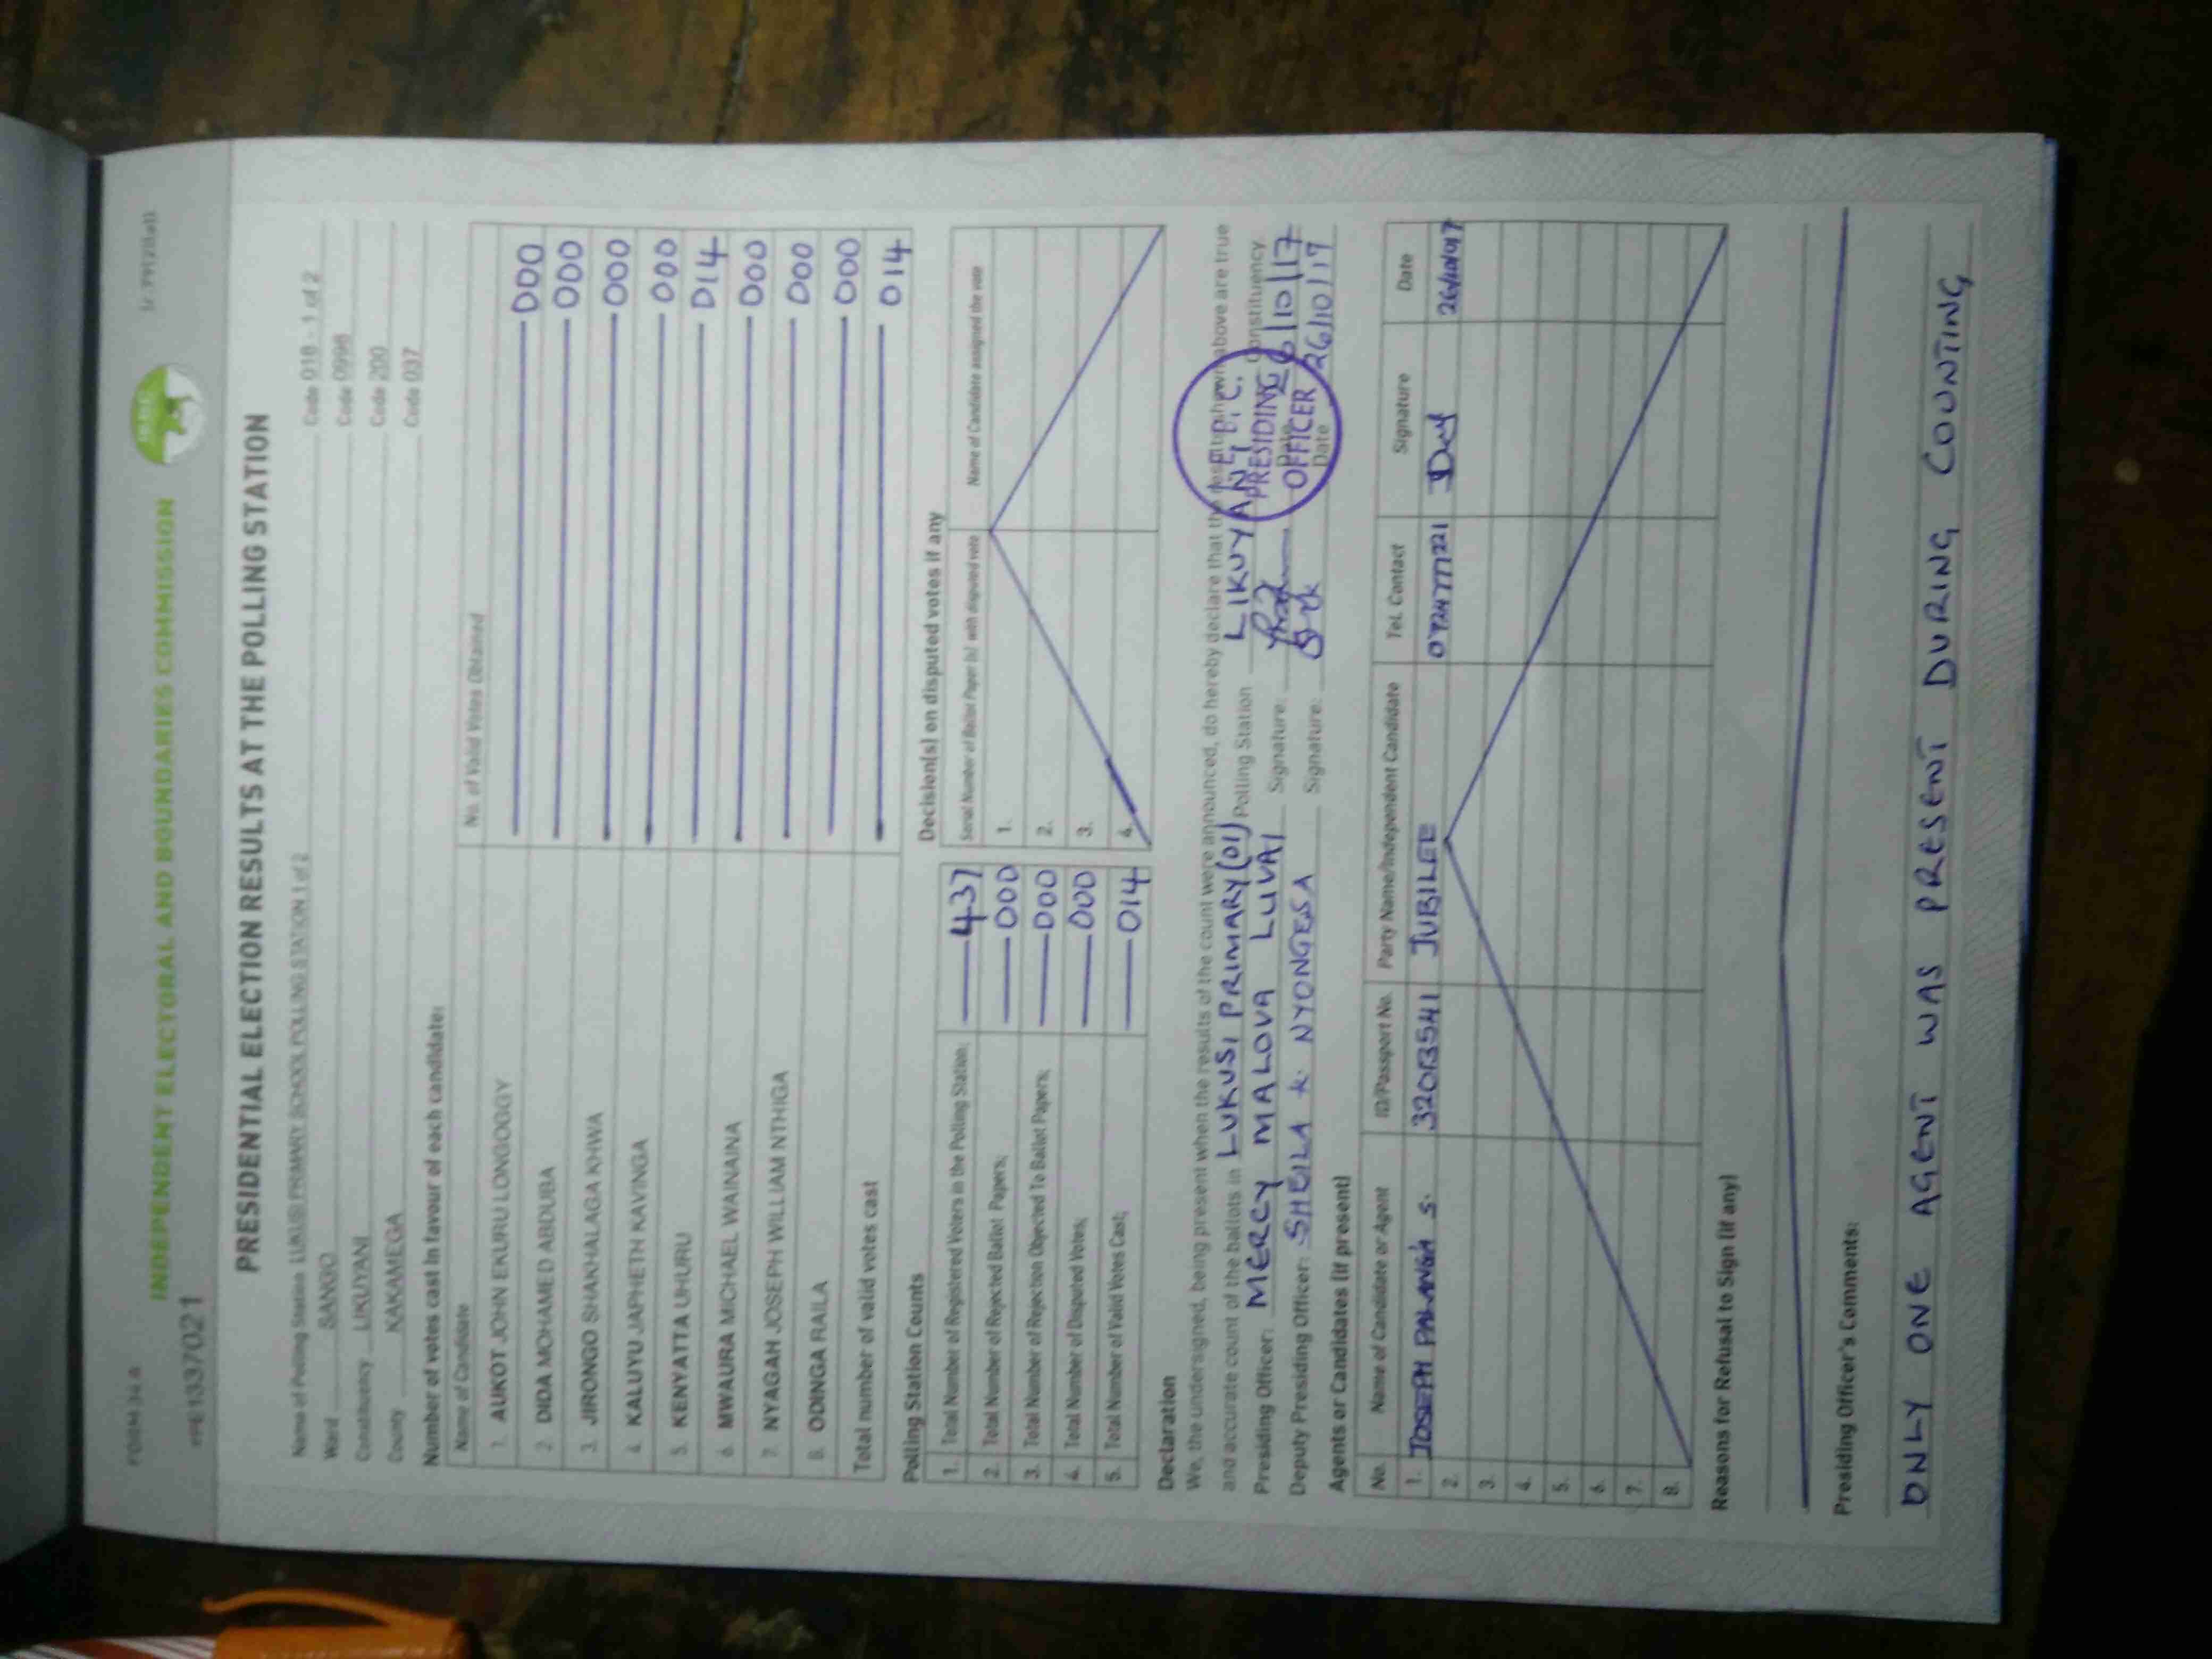 FORM 34 A
INDEPENDENT ELECTORAL AND BOUNDARIES COMMISSION
PRESIDENTIAL ELECTION RESULTS AT THE POLLING STATION
Name of Polling Station LUKUSI PRIMARY SCHOOL POLLING STATION 1 of 2 Code 018 - 1 of 2
Ward SANGO Code 0998
Constituency LIKUYANI Code 200
County KAKAMEGA Code 037
Number of votes cast in favour of each candidate:
Name of Candidate No. of Valid Votes Obtained
1. AUKOT JOHN EKURU LONGOGGY 000
2. DIDA MOHAMED ABDUBA 000
3. JIRONGO SHAKHALAGA KHWA 000
4. KALUYU JAPHETH KAVINGA 000
5. KENYATTA UHURU 014
6. MWAURA MICHAEL WAINAINA 000
7. NYAGAH JOSEPH WILLIAM NTHIGA 000
8. ODINGA RAILA 000
Total number of valid votes cast 014
Polling Station Counts
1. Total Number of Registered Voters in the Polling Station; 437
2. Total Number of Rejected Ballot Papers; 000
3. Total Number of Rejection Objected To Ballot Papers; 000
4. Total Number of Disputed Votes; 000
5. Total Number of Valid Votes Cast; 014
Decision(s) on disputed votes if any
Serial Number of Ballot Paper (s) with disputed vote Name of Candidate assigned the vote
1.
2.
3.
4.
Declaration
We, the undersigned, being present when the results of the count were announced, do hereby declare that the results shown above are true
and accurate count of the ballots in LUKUSI PRIMARY (01) Polling Station LIKUYANI Constituency.
Presiding Officer: MERCY MALOVA LUVAI Signature: Date 26/10/17
Deputy Presiding Officer: SHEILA K. NYONGESA Signature: Date 26/10/17
I.E.B.C.
PRESIDING
OFFICER
Agents or Candidates (if present)
No. Name of Candidate or Agent ID/Passport No. Party Name/Independent Candidate Tel. Contact Signature Date
1. JOSEPH S. JUBILEE
2.
3.
4.
5.
6.
7.
8.
Reasons for Refusal to Sign (if any)
Presiding Officer's Comments:
ONLY ONE AGENT WAS PRESENT DURING COUNTING